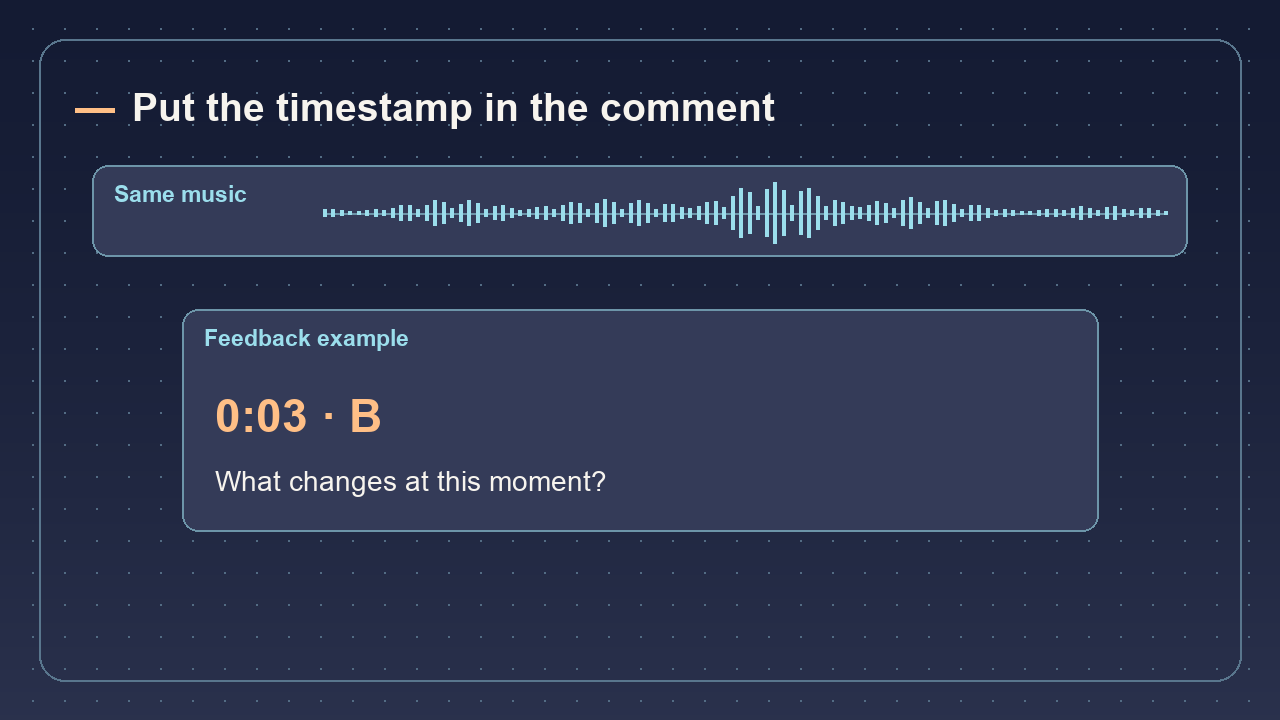 Put the timestamp in the comment
Same music
Feedback example
0:03 · B
What changes at this moment?